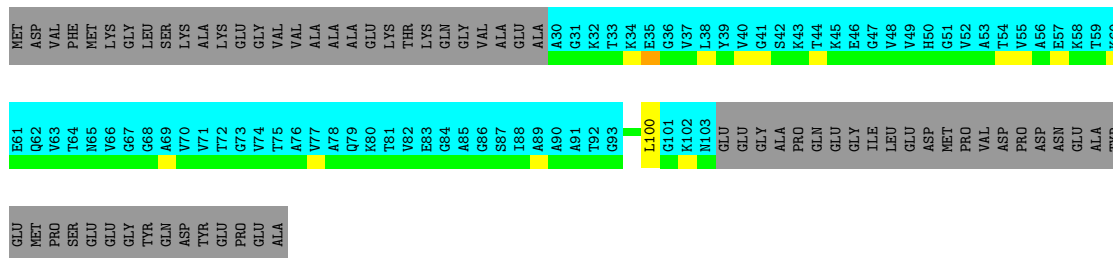 MET ASP VAL PHE MET LYS GLY LEU SER LYS ALA LYS GLU GLY VAL VAL ALA ALA ALA GLU LYS THR LYS GLN GLY VAL ALA GLU ALA A30 G31 K32 T33 K34 E35 G36 V37 L38 Y39 V40 G41 S42 K43 T44 K45 E46 G47 V48 V49 H50 G51 V52 A53 T54 V55 A56 E57 K58 T59
E61 Q62 V63 T64 N65 V66 G67 G68 A69 V70 V71 T72 G73 V74 T75 A76 V77 A78 Q79 K80 T81 V82 E83 G84 A85 G86 S87 I88 A89 A90 A91 T92 G93 L100 G101 K102 N103 GLU GLU GLY ALA PRO GLN GLU GLY ILE LEU GLU ASP MET PRO VAL ASP PRO ASP ASN GLU ALA
GLU MET PRO SER GLU GLU GLY TYR GLN ASP TYR GLU PRO GLU ALA